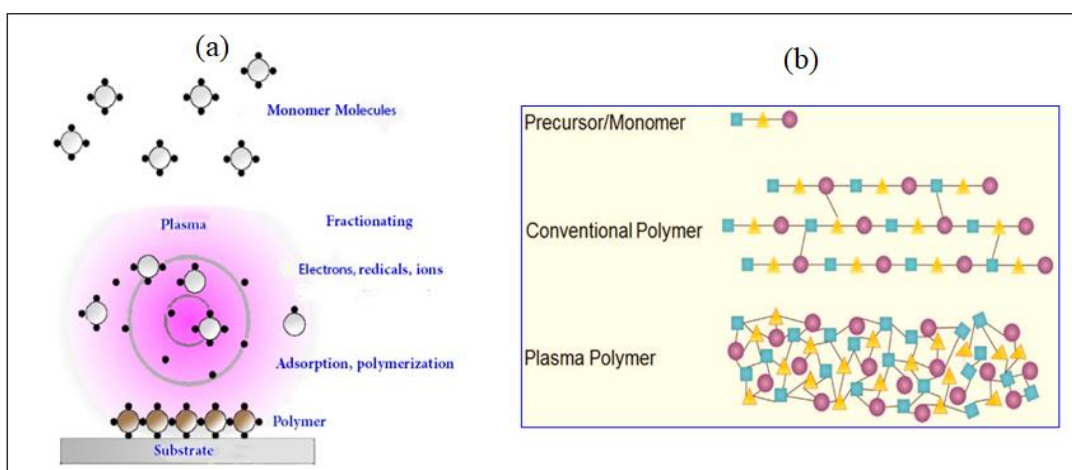 (a)
Monomer Molecules
Plasma
Fractionating
Electrons, redicals, ions
Adsorption, polymerization
Polymer
Substrate
(b)
Precursor/Monomer
Conventional Polymer
Plasma Polymer